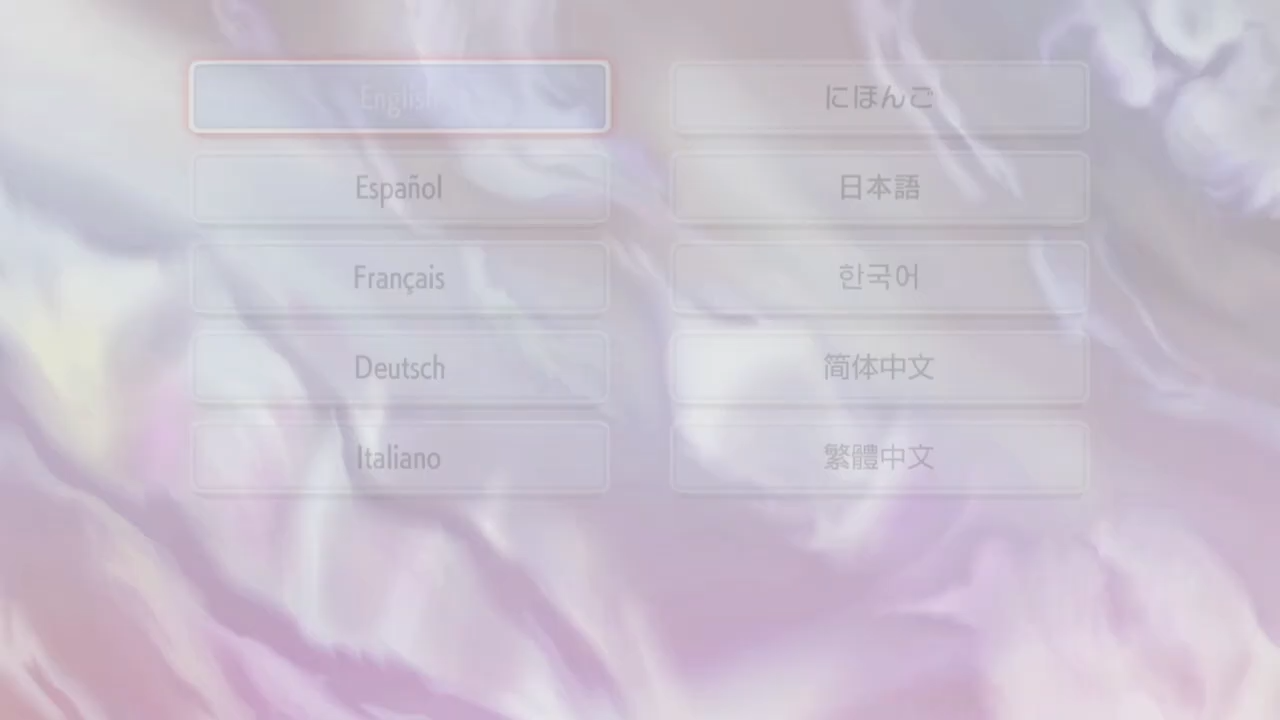 English
Español
Français
Deutsch
Italiano
にほんご
日本語
한국어
简体中文
繁體中文